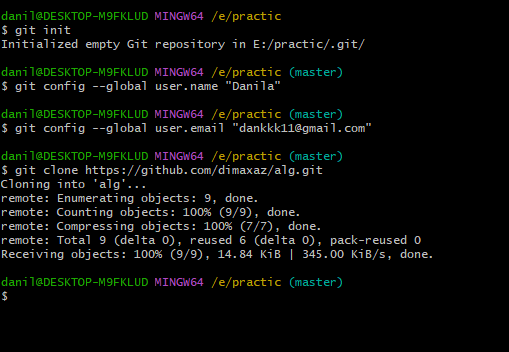 danil@DESKTOP-M9FKLUD MINGW64 /e/practic
$ git init
Initialized empty Git repository in E:/practic/.git/
danil@DESKTOP-M9FKLUD MINGW64 /e/practic (master)
$ git config --global user.name "Danila"
danil@DESKTOP-M9FKLUD MINGW64 /e/practic (master)
$ git config --global user.email "dankkk11@gmail.com"
danil@DESKTOP-M9FKLUD MINGW64 /e/practic (master)
$ git clone https://github.com/dimaxaz/alg.git
Cloning into 'alg'...
remote: Enumerating objects: 9, done.
remote: Counting objects: 100% (9/9), done.
remote: Compressing objects: 100% (7/7), done.
remote: Total 9 (delta 0), reused 6 (delta 0), pack-reused 0
Receiving objects: 100% (9/9), 14.84 KiB | 345.00 KiB/s, done.
danil@DESKTOP-M9FKLUD MINGW64 /e/practic (master)
$